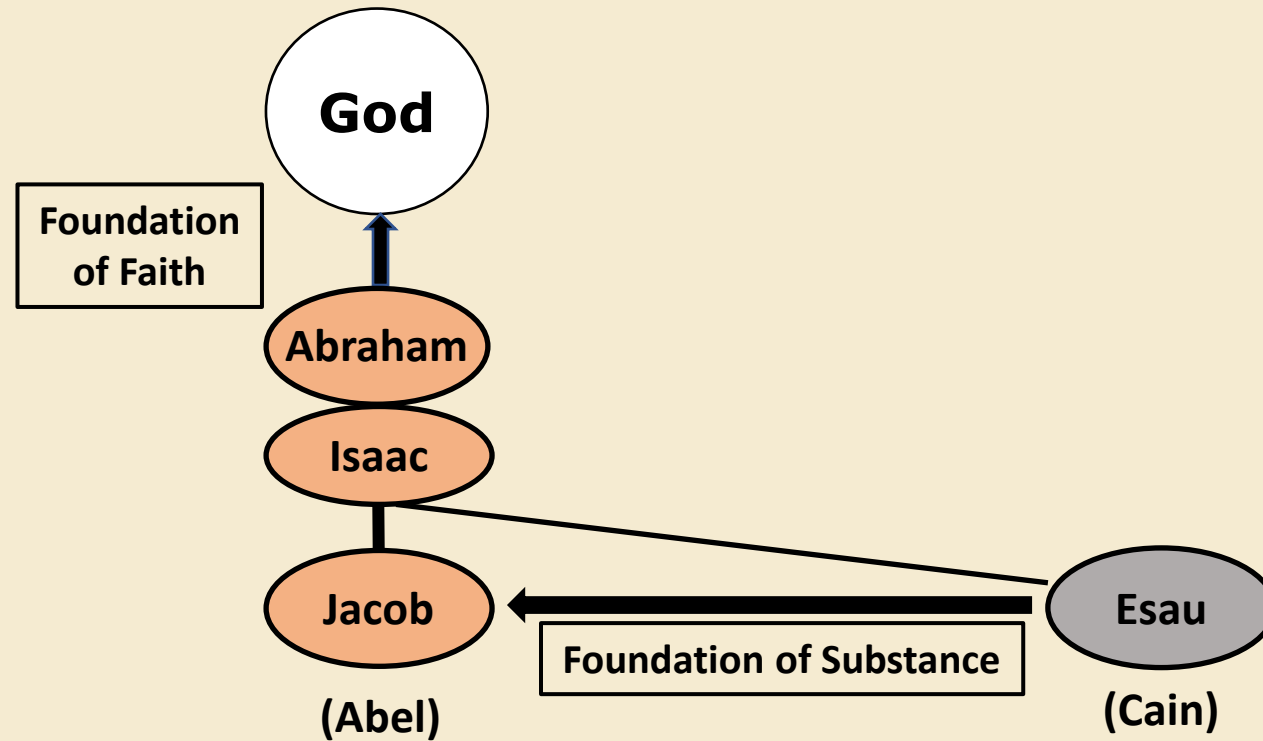 God
Foundation
of Faith
Abraham
Isaac
Jacob
Esau
Foundation of Substance
(Abel)
(Cain)